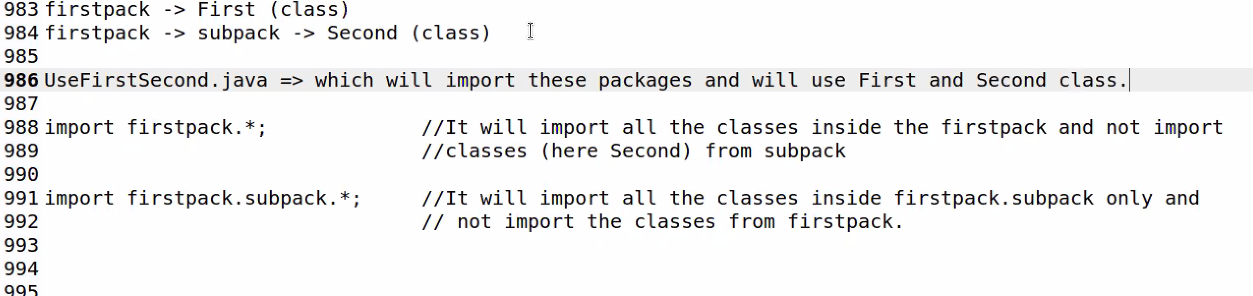 983 firstpack -> First (class)
984 firstpack -> subpack -> Second (class)
985
986 UseFirstSecond.java => which will import these packages and will use First and Second class.
987
988 import firstpack.*; //It will import all the classes inside the firstpack and not import
989 //classes (here Second) from subpack
990
991 import firstpack.subpack.*; //It will import all the classes inside firstpack.subpack only and
992 // not import the classes from firstpack.
993
994
995